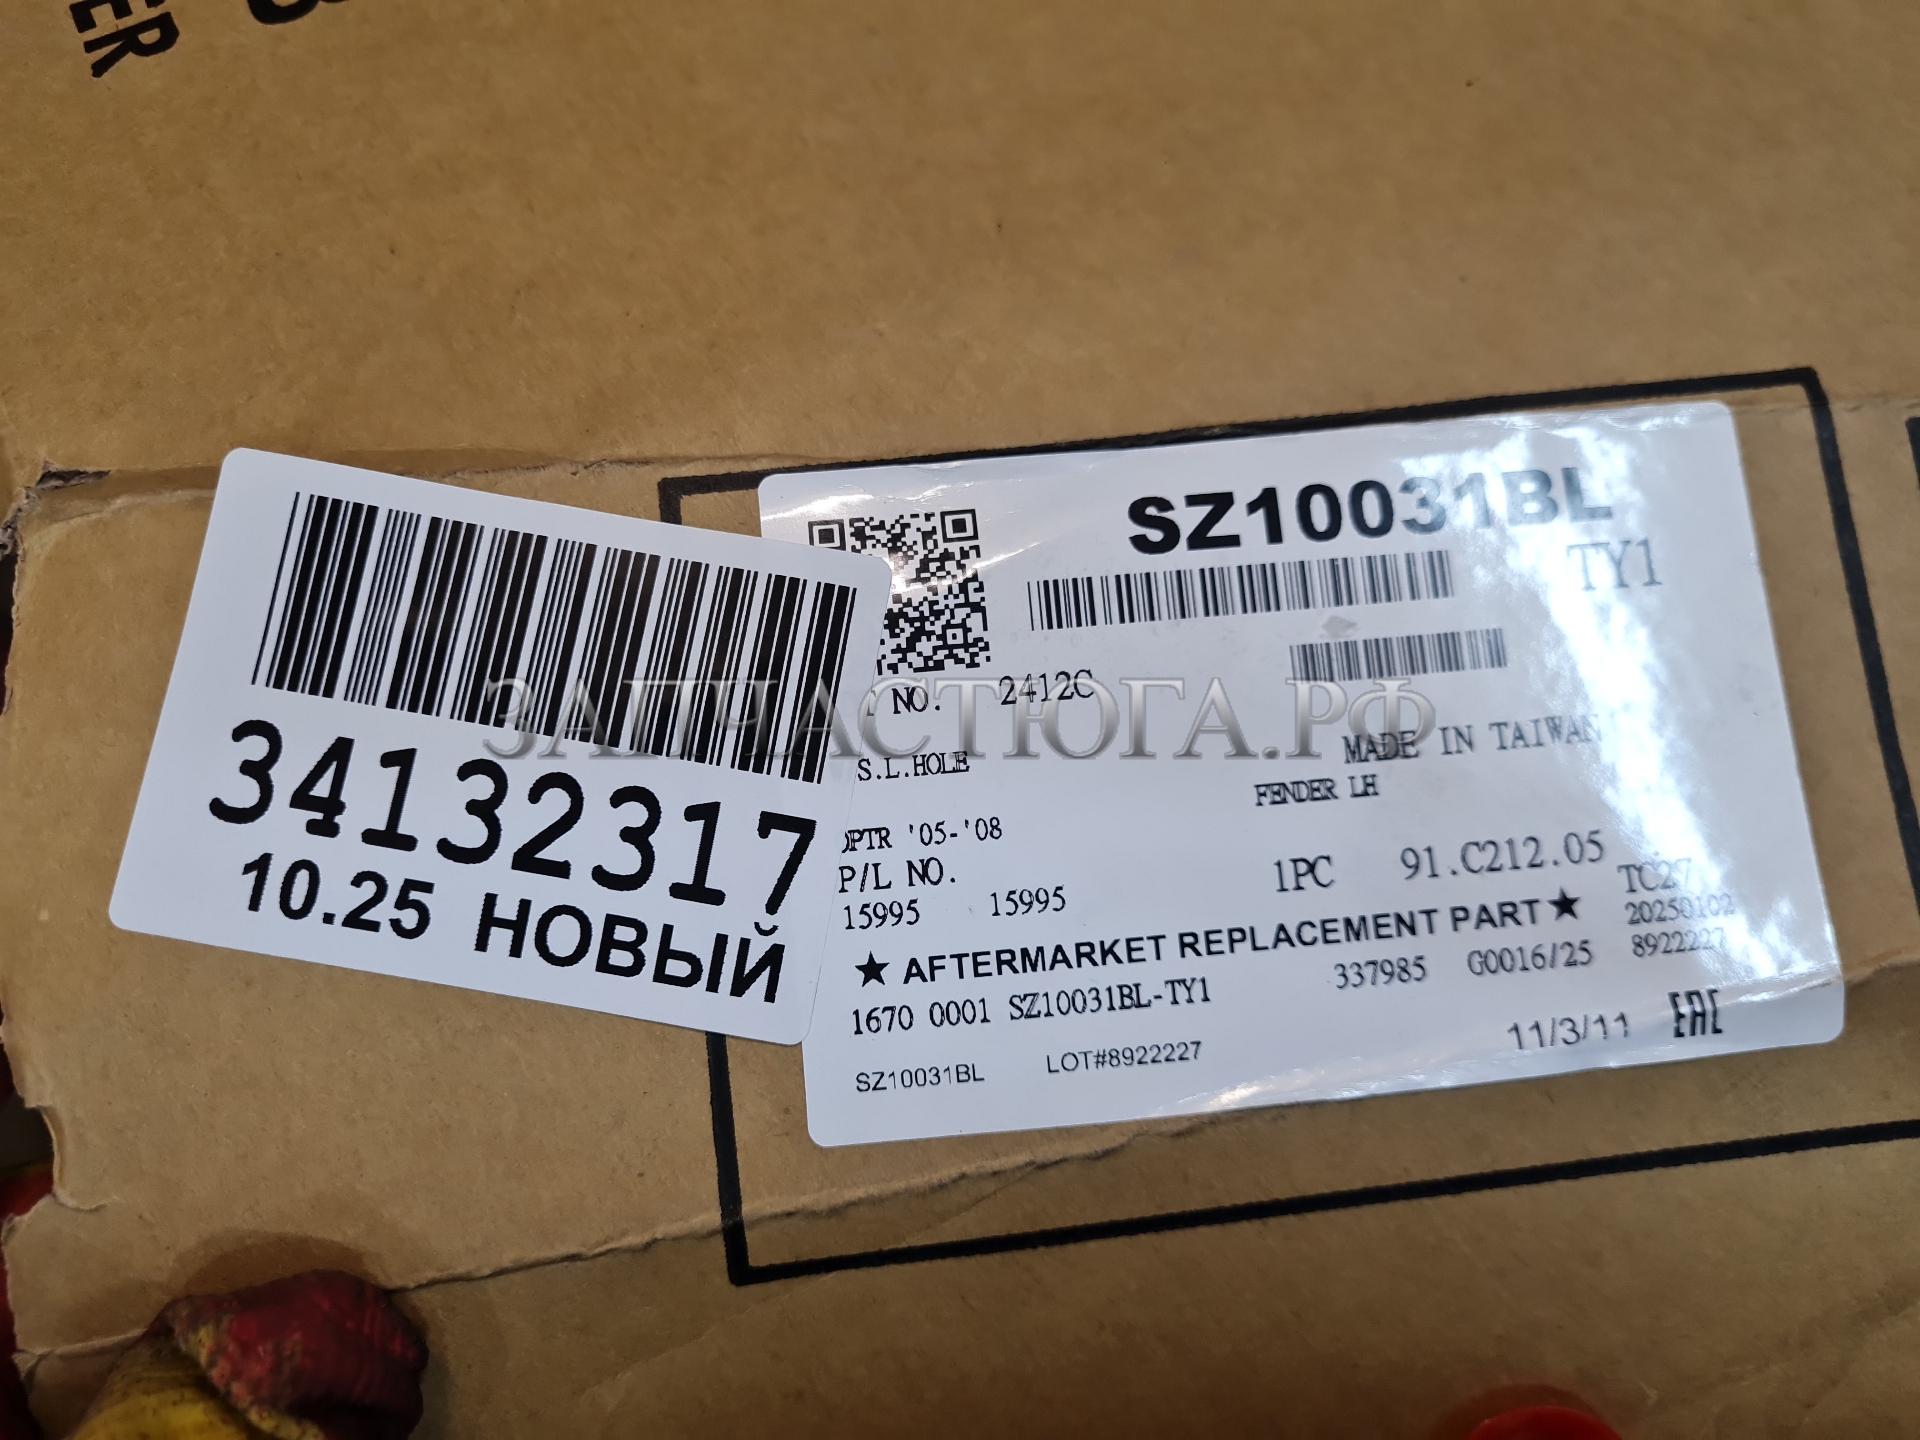 ER
34132317
10.25 НОВЫЙ
SZ10031BL
TY1
NO. 2412C
S.L.HOLE
MADE IN TAIWAN
FENDER LH
'05-'08
P/L NO.
1PC 91.C212.05
15995 15995
TC27
★ AFTERMARKET REPLACEMENT PART ★
20250102
1670 0001 SZ10031BL-TY1
337985 G0016/25
8922227
SZ10031BL LOT#8922227
11/3/11 EAC
ЗАПЧАСТЮГА.РФ